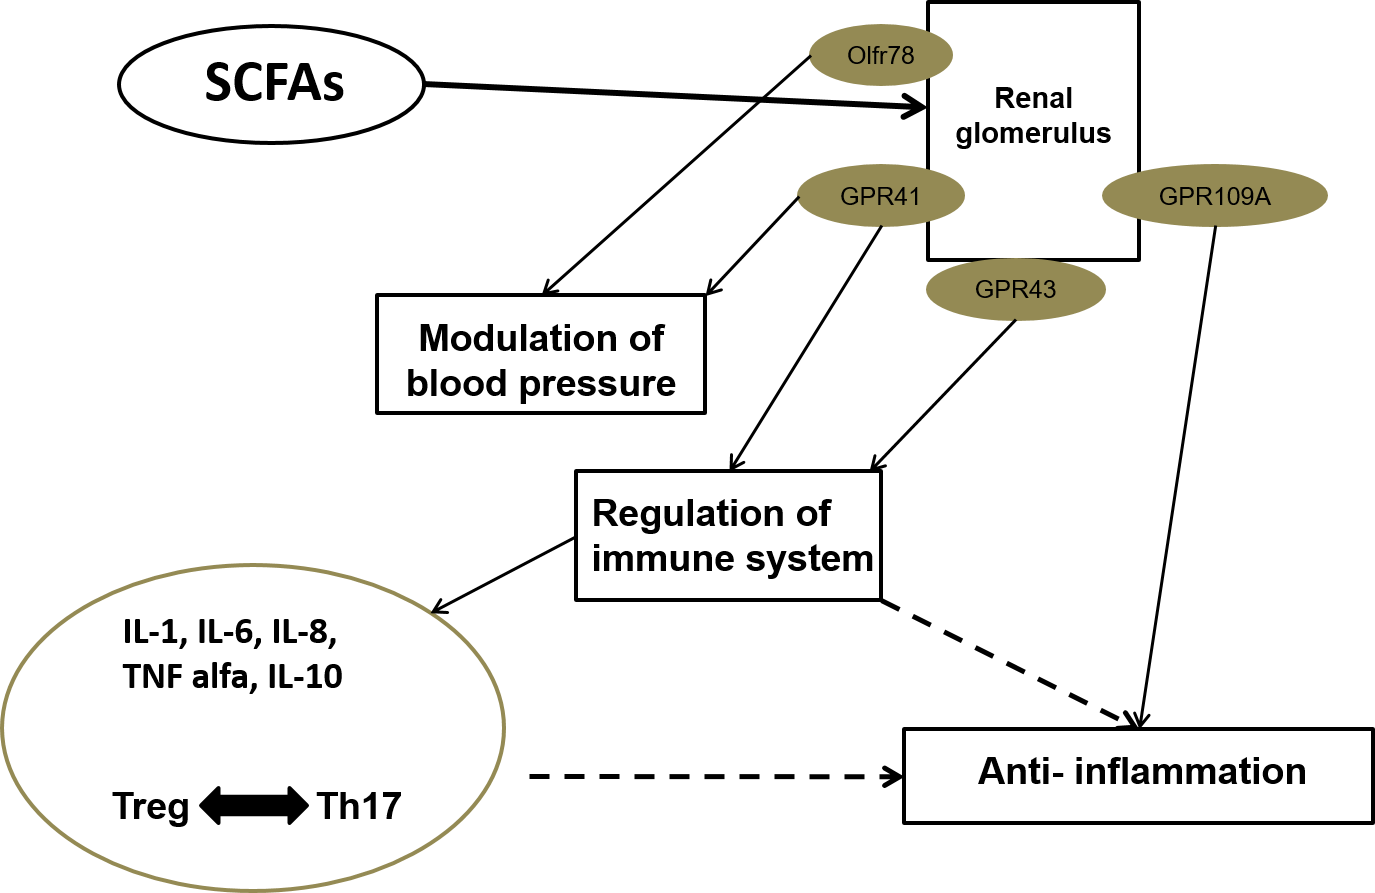 SCFAs
Olfr78
Renal
glomerulus
GPR41
GPR109A
GPR43
Modulation of
blood pressure
Regulation of
immune system
IL-1, IL-6, IL-8,
TNF alfa, IL-10
Treg Th17
Anti- inflammation